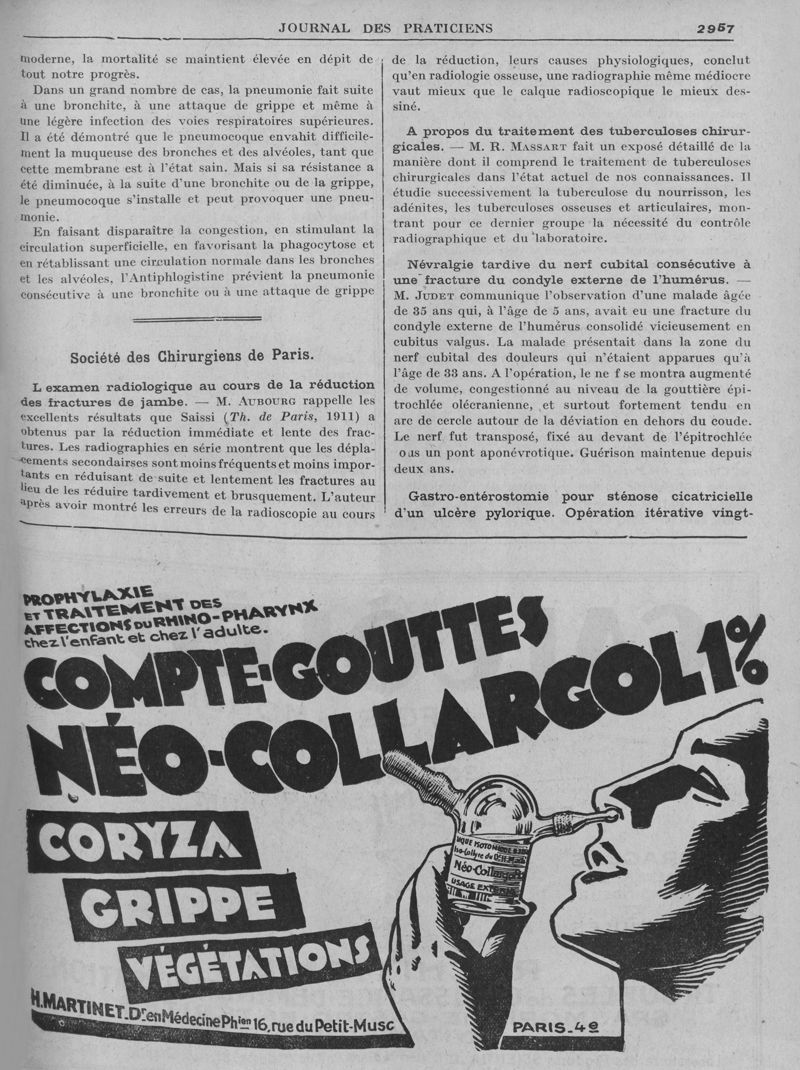 JOURNAL DES PRATICIENS 2957
moderne, la mortalité se maintient élevée en dépit de
tout notre progrès.
Dans un grand nombre de cas, la pneumonie fait suite
à une bronchite, à une attaque de grippe et même à
une légère infection des voies respiratoires supérieures.
Il a été démontré que le pneumocoque envahit difficile-
ment la muqueuse des bronches et des alvéoles, tant que
cette membrane est à l'état sain. Mais si sa résistance a
été diminuée, à la suite d'une bronchite ou de la grippe,
le pneumocoque s'installe et peut provoquer une pneu-
monie.
En faisant disparaître la congestion, en stimulant la
circulation superficielle, en favorisant la phagocytose et
en rétablissant une circulation normale dans les bronches
et les alvéoles, l'Antiphlogistine prévient la pneumonie
consécutive à une bronchite ou à une attaque de grippe
Société des Chirurgiens de Paris.
L examen radiologique au cours de la réduction
des fractures de jambe. — M. AUBOURG rappelle les
excellents résultats que Saissi (Th. de Paris, 1911) a
obtenus par la réduction immédiate et lente des frac-
tures. Les radiographies en série montrent que les dépla-
cements secondairses sont moins fréquents et moins impor-
tants en réduisant de suite et lentement les fractures au
lieu de les réduire tardivement et brusquement. L'auteur
après avoir montré les erreurs de la radioscopie au cours
de la réduction, leurs causes physiologiques, conclut
qu'en radiologie osseuse, une radiographie même médiocre
vaut mieux que le calque radioscopique le mieux des-
siné.
A propos du traitement des tuberculoses chirur-
gicales. — M. R. MASSART fait un exposé détaillé de la
manière dont il comprend le traitement de tuberculoses
chirurgicales dans l'état actuel de nos connaissances. Il
étudie successivement la tuberculose du nourrisson, les
adénites, les tuberculoses osseuses et articulaires, mon-
trant pour ce dernier groupe la nécessité du contrôle
radiographique et du laboratoire.
Névralgie tardive du nerf cubital consécutive à
une fracture du condyle externe de l'humérus. —
M. JUDET communique l'observation d'une malade âgée
de 35 ans qui, à l'âge de 5 ans, avait eu une fracture du
condyle externe de l'humérus consolidé vicieusement en
cubitus valgus. La malade présentait dans la zone du
nerf cubital des douleurs qui n'étaient apparues qu'à
l'âge de 33 ans. A l'opération, le ne f se montra augmenté
de volume, congestionné au niveau de la gouttière épi-
trochlée olécranienne, et surtout fortement tendu en
arc de cercle autour de la déviation en dehors du coude.
Le nerf fut transposé, fixé au devant de l'épitrochlée
ous un pont aponévrotique. Guérison maintenue depuis
deux ans.
Gastro-entérostomie pour sténose cicatricielle
d'un ulcère pylorique. Opération itérative vingt-
PROPHYLAXIE
ET TRAITEMENT DES
AFFECTIONS DU RHINO-PHARYNX
chez l'enfant et chez l'adulte.
COMPTE-GOUTTES
NÉO-COLLARGOL 1%
CORYZA
GRIPPE
VÉGÉTATIONS
Néo-Collargol
USAGE EXTERNE
H. MARTINET. Dr en Médecine Phien 16, rue du Petit-Musc
PARIS_4e